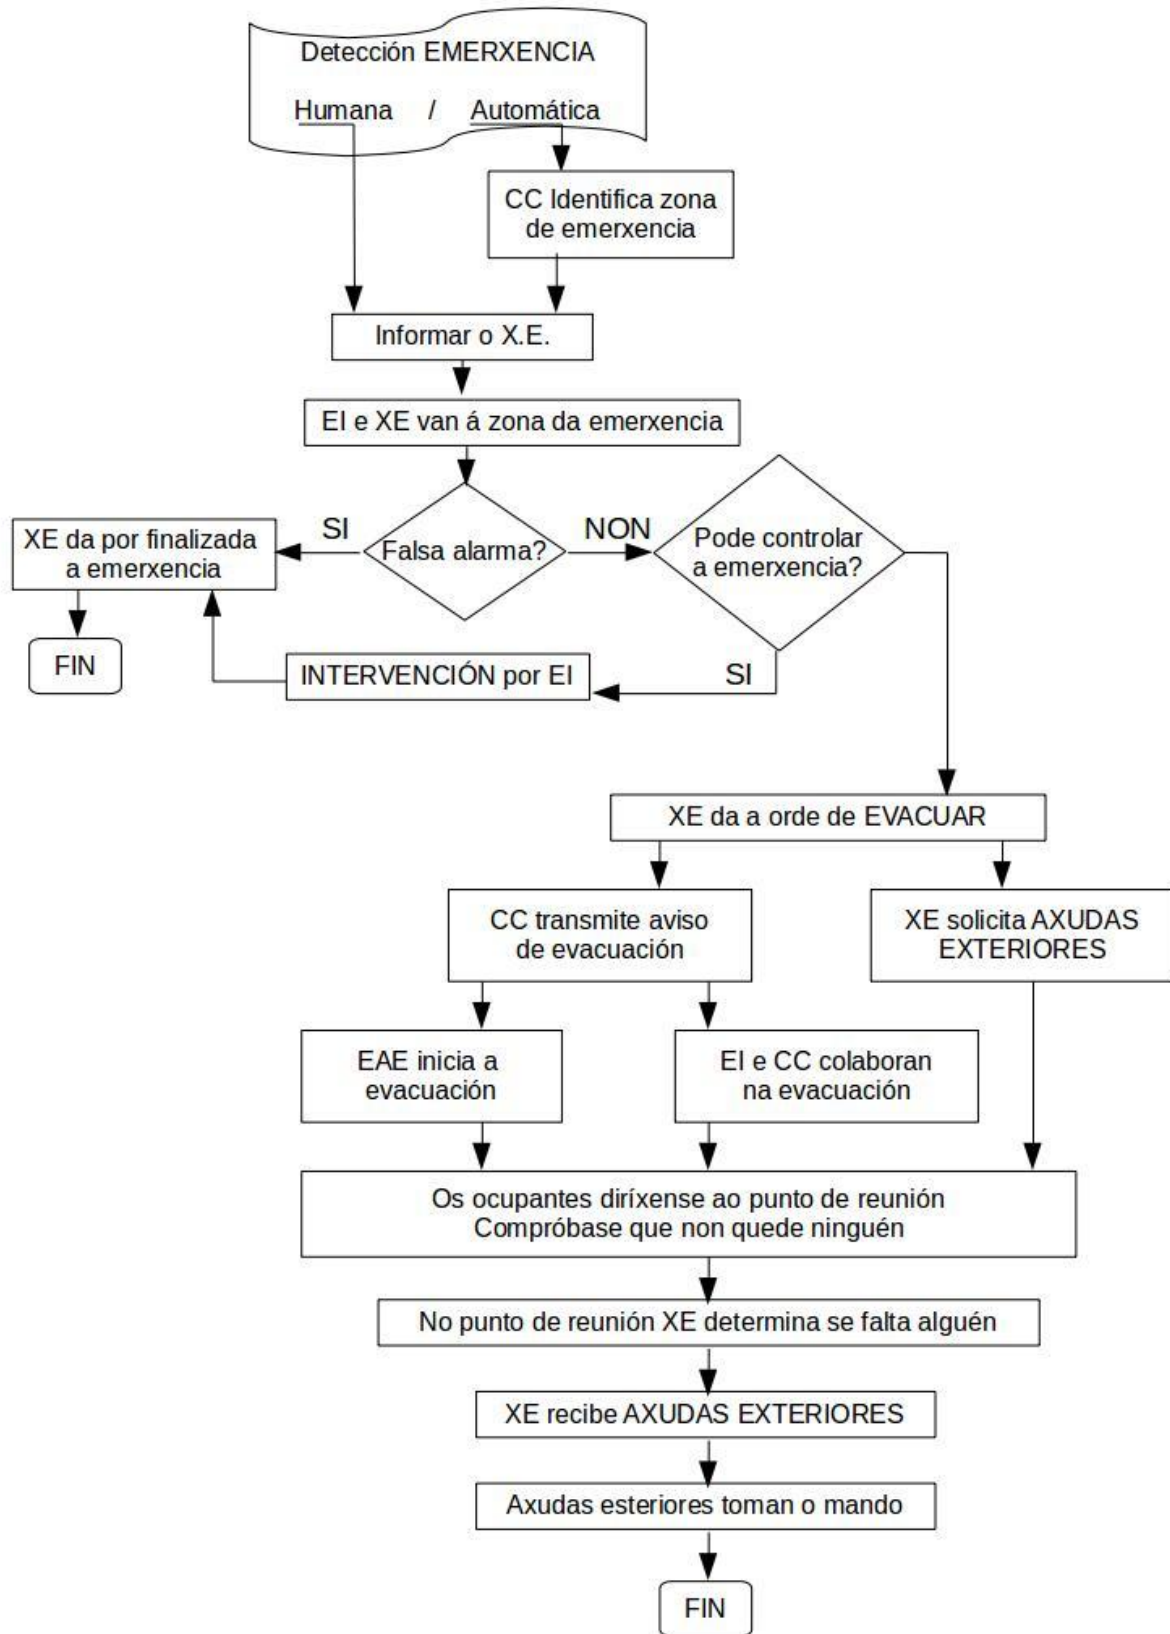 Detección EMERXENCIA
Humana / Automática
CC Identifica zona
de emerxencia
Informar o X.E.
EI e XE van á zona da emerxencia
Falsa alarma?
SI
NON
XE da por finalizada
a emerxencia
FIN
Pode controlar
a emerxencia?
SI
INTERVENCIÓN por EI
XE da a orde de EVACUAR
CC transmite aviso
de evacuación
XE solicita AXUDAS
EXTERIORES
EAE inicia a
evacuación
EI e CC colaboran
na evacuación
Os ocupantes diríxense ao punto de reunión
Compróbase que non quede ninguén
No punto de reunión XE determina se falta alguén
XE recibe AXUDAS EXTERIORES
Axudas esteriores toman o mando
FIN